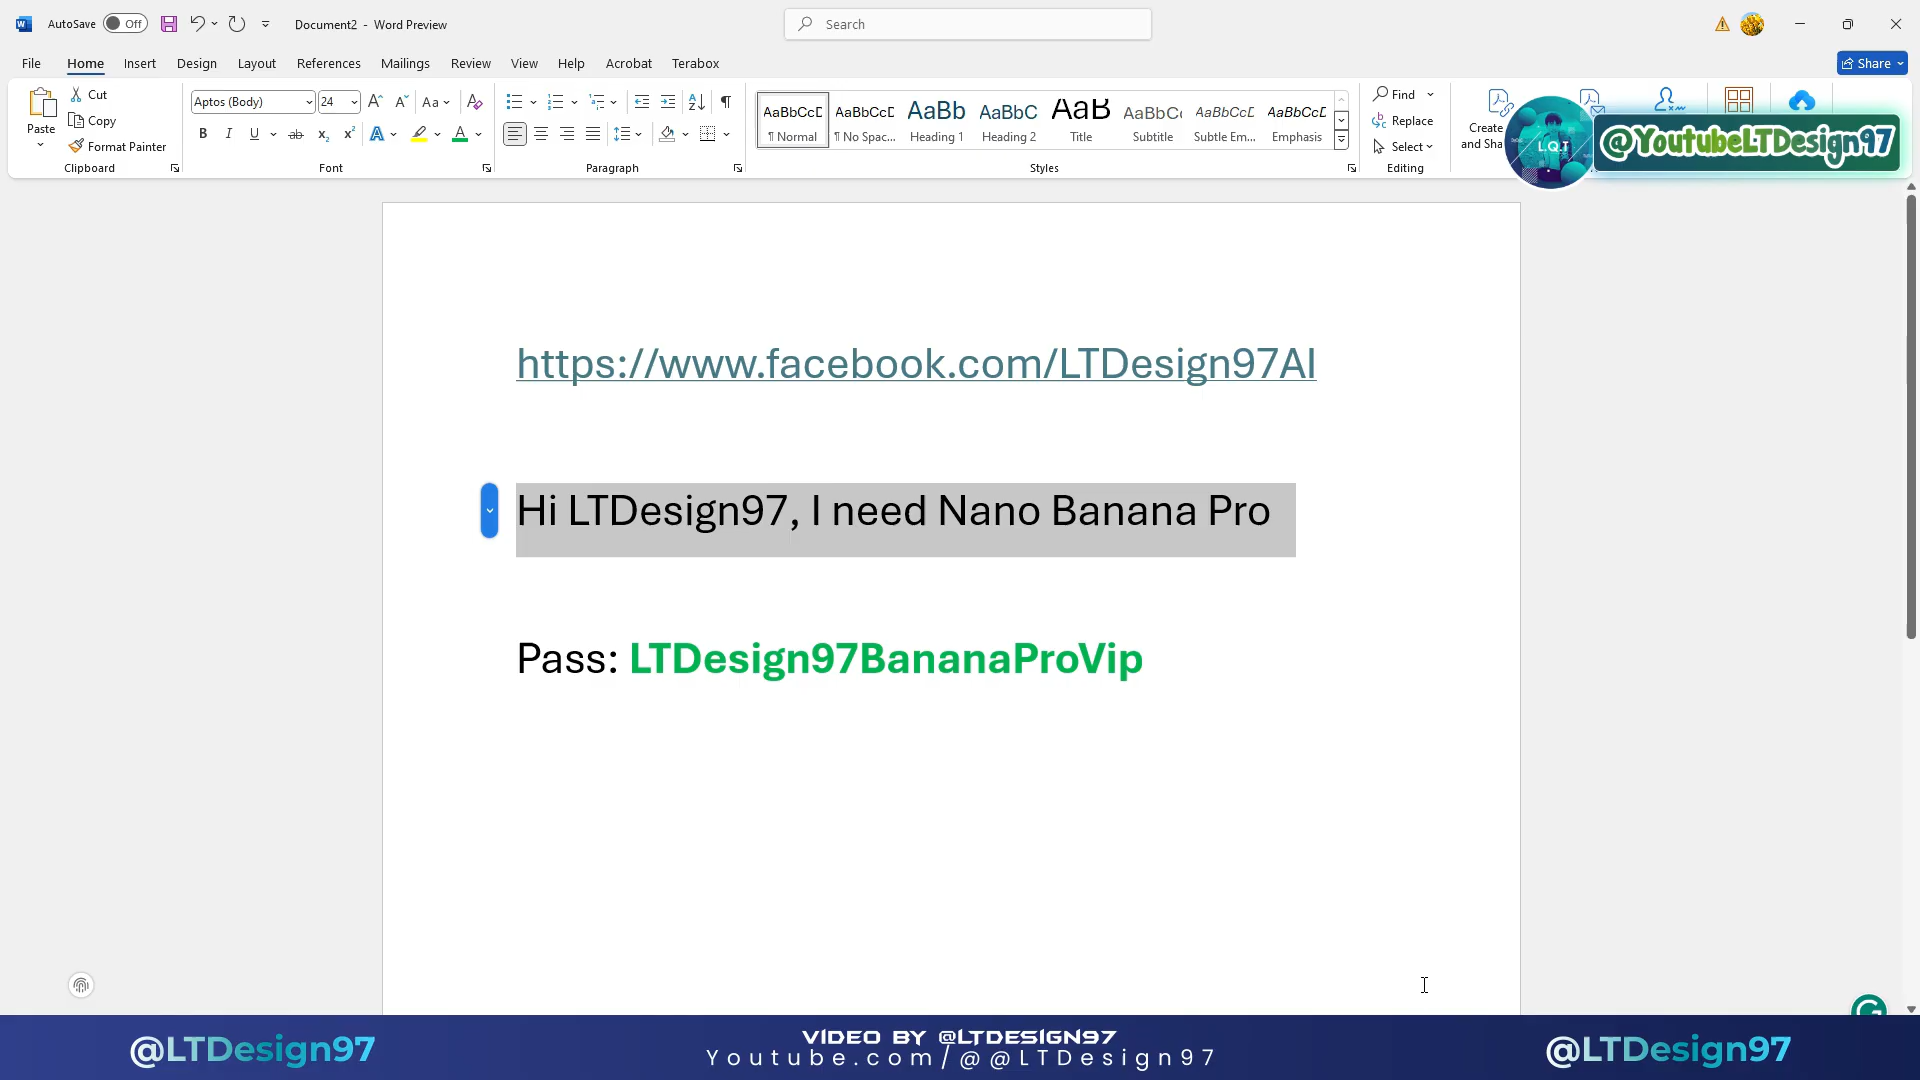 AutoSave Off Document2 - Word Preview Search
File Home Insert Design Layout References Mailings Review View Help Acrobat Terabox Share
Paste Cut Copy Format Painter Clipboard
Aptos (Body) 24 Aa Font
Paragraph
AaBbCcD ¶ Normal
AaBbCcD ¶ No Spac...
AaBb Heading 1
AaBbC Heading 2
AaB Title
AaBbC Subtitle
AaBbCcD Subtle Em...
AaBbCcD Emphasis
Styles
Find Replace Select Editing
Create
and Sha
L.Q.T
@YoutubeLTDesign97
https://www.facebook.com/LTDesign97AI
Hi LTDesign97, I need Nano Banana Pro
Pass: LTDesign97BananaProVip
@LTDesign97
VIDEO BY @LTDESIGN97
Youtube.com/@@LTDesign97
@LTDesign97